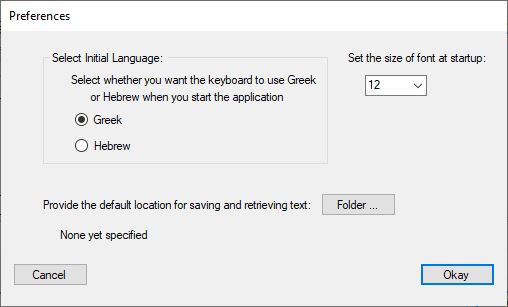 Preferences
Select Initial Language:
Select whether you want the keyboard to use Greek
or Hebrew when you start the application
Greek
Hebrew
Set the size of font at startup:
12
Provide the default location for saving and retrieving text:
Folder ...
None yet specified
Cancel
Okay